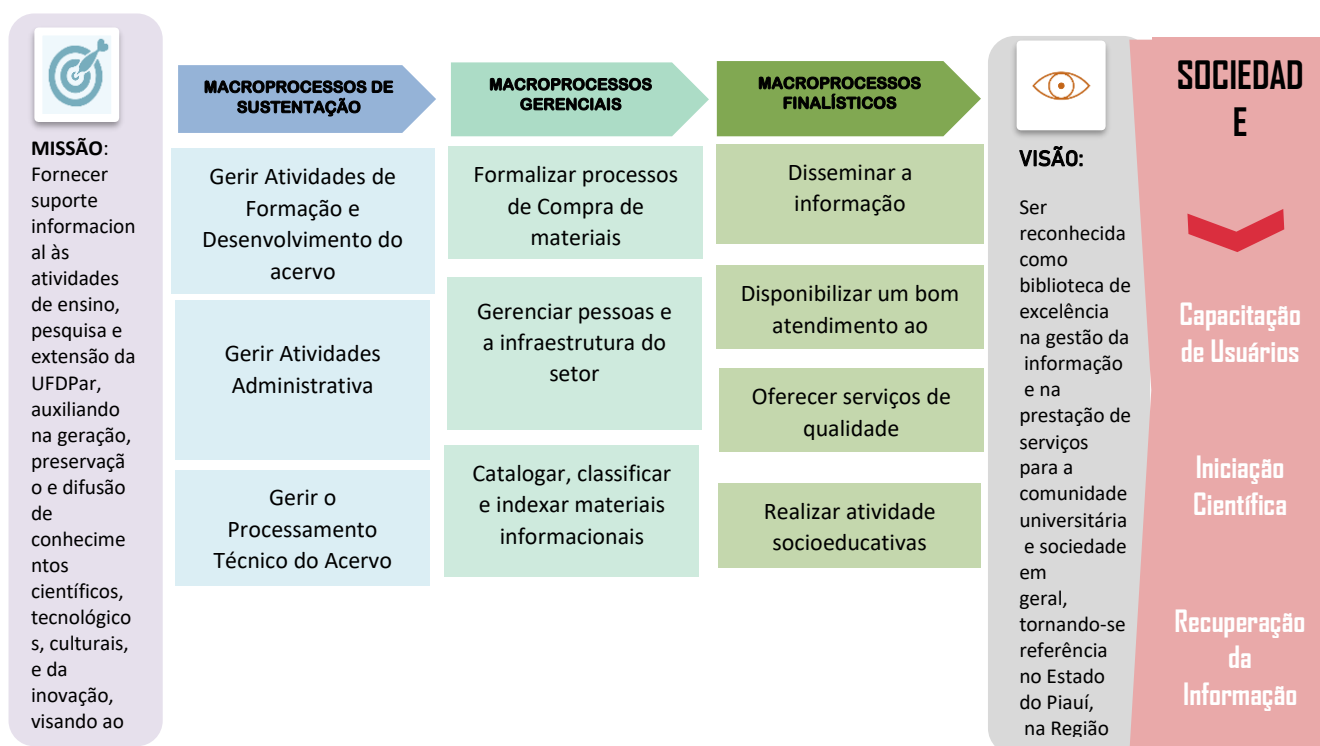 MISSÃO:
Fornecer
suporte
informacion
al às
atividades
de ensino,
pesquisa e
extensão da
UFDPar,
auxiliando
na geração,
preservaçã
o e difusão
de
conhecime
ntos
científicos,
tecnológico
s, culturais,
e da
inovação,
visando ao
MACROPROCESSOS DE
SUSTENTAÇÃO
Gerir Atividades de
Formação e
Desenvolvimento do
acervo
Gerir Atividades
Administrativa
Gerir o
Processamento
Técnico do Acervo
MACROPROCESSOS
GERENCIAIS
Formalizar processos
de Compra de
materiais
Gerenciar pessoas e
a infraestrutura do
setor
Catalogar, classificar
e indexar materiais
informacionais
MACROPROCESSOS
FINALÍSTICOS
Disseminar a
informação
Disponibilizar um bom
atendimento ao
Oferecer serviços de
qualidade
Realizar atividade
socioeducativas
VISÃO:
Ser
reconhecida
como
biblioteca de
excelência
na gestão da
informação
e na
prestação de
serviços
para a
comunidade
universitária
e sociedade
em
geral,
tornando-se
referência
no Estado
do Piauí,
na Região
SOCIEDAD
E
Capacitação
de Usuários
Iniciação
Científica
Recuperação
da
Informação